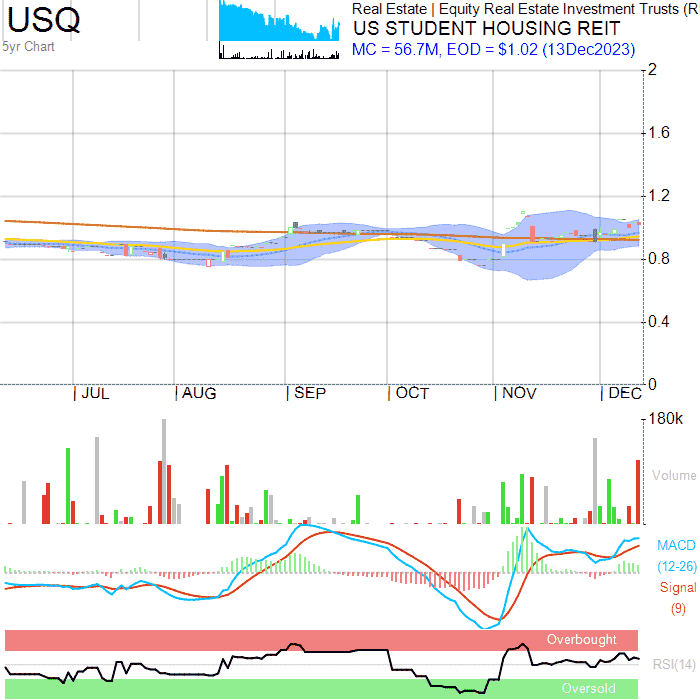 USQ
5yr Chart
Real Estate | Equity Real Estate Investment Trusts (R
US STUDENT HOUSING REIT
MC = 56.7M, EOD = $1.02 (13Dec2023)
2
1.6
1.2
0.8
0.4
0
JUL AUG SEP OCT NOV DEC
180k
Volume
MACD
(12-26)
Signal
(9)
Overbought
RSI(14)
Oversold